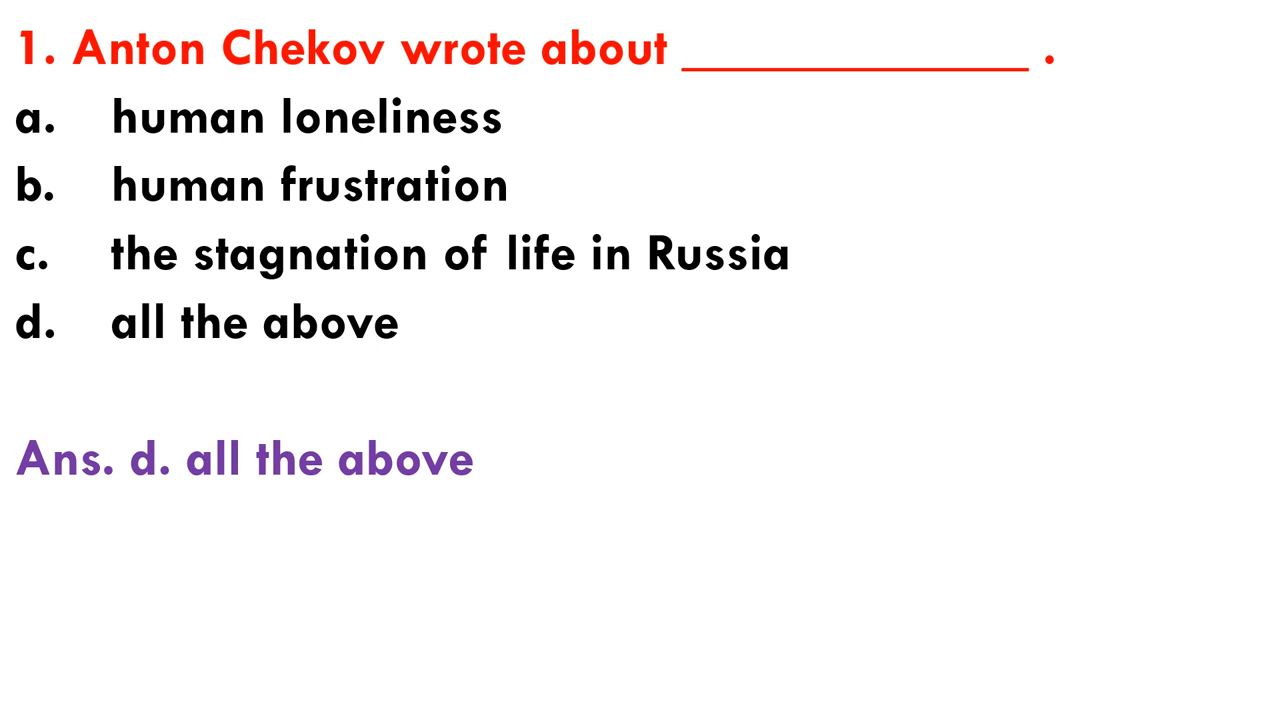 1. Anton Chekov wrote about ______________ .
a. human loneliness
b. human frustration
c. the stagnation of life in Russia
d. all the above
Ans. d. all the above